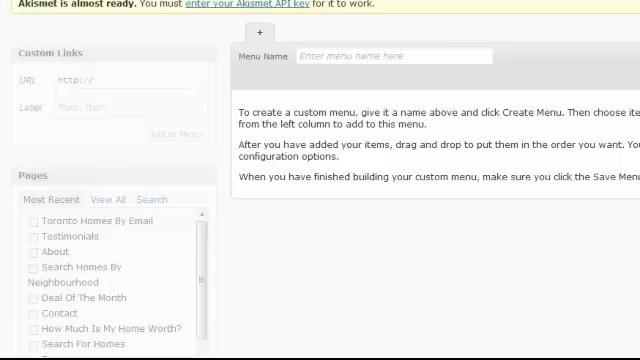 Akismet is almost ready. You must enter your Akismet API key for it to work.
+
Custom Links
Menu Name Enter menu name here
URL http://
Label Menu Item
Add to Menu
To create a custom menu, give it a name above and click Create Menu. Then choose ite
from the left column to add to this menu.
After you have added your items, drag and drop to put them in the order you want. You
configuration options.
When you have finished building your custom menu, make sure you click the Save Menu
Pages
Most Recent View All Search
Toronto Homes By Email
Testimonials
About
Search Homes By
Neighbourhood
Deal Of The Month
Contact
How Much Is My Home Worth?
Search For Homes